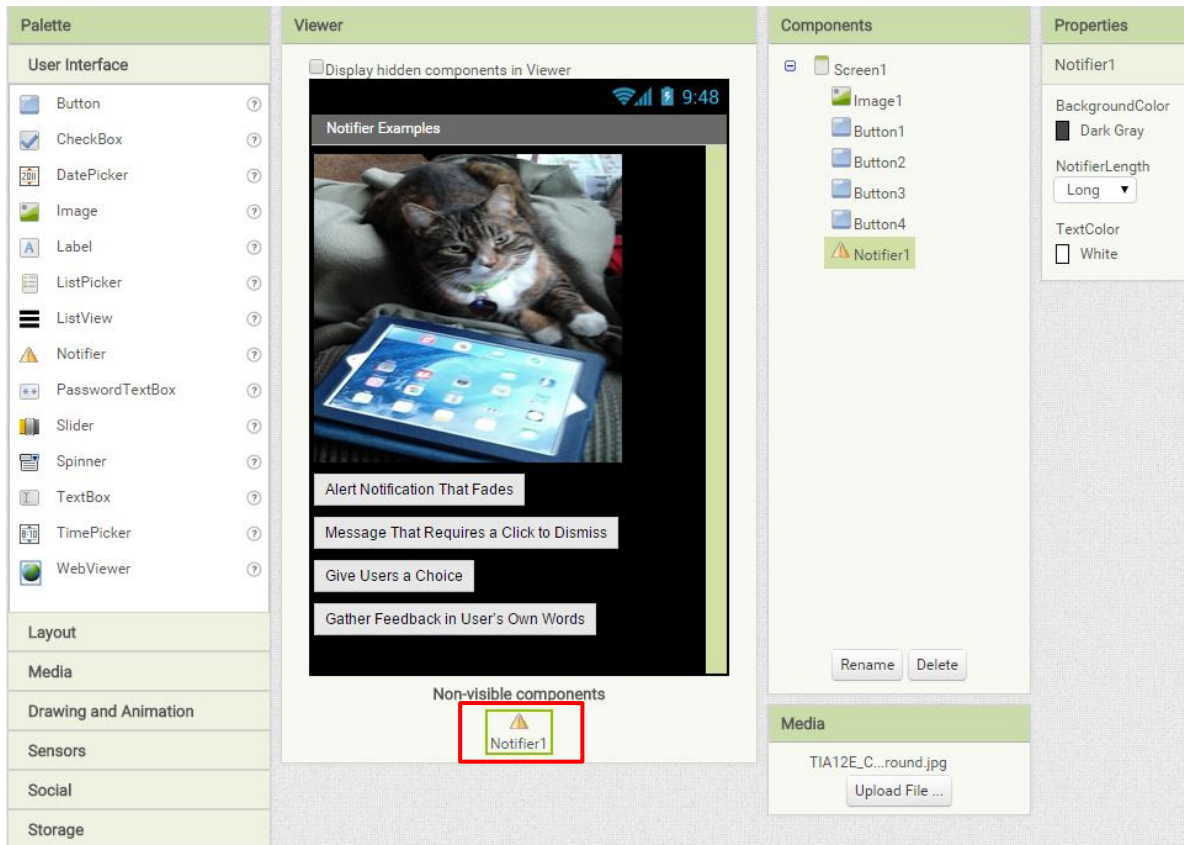 Palette
User Interface
Button
CheckBox
DatePicker
Image
Label
ListPicker
ListView
Notifier
PasswordTextBox
Slider
Spinner
TextBox
TimePicker
WebViewer
Layout
Media
Drawing and Animation
Sensors
Social
Storage
Viewer
Display hidden components in Viewer
9:48
Notifier Examples
Alert Notification That Fades
Message That Requires a Click to Dismiss
Give Users a Choice
Gather Feedback in User's Own Words
Non-visible components
Notifier1
Components
Screen1
Image1
Button1
Button2
Button3
Button4
Notifier1
Rename Delete
Media
TIA12E_C...round.jpg
Upload File ...
Properties
Notifier1
BackgroundColor
Dark Gray
NotifierLength
Long
TextColor
White